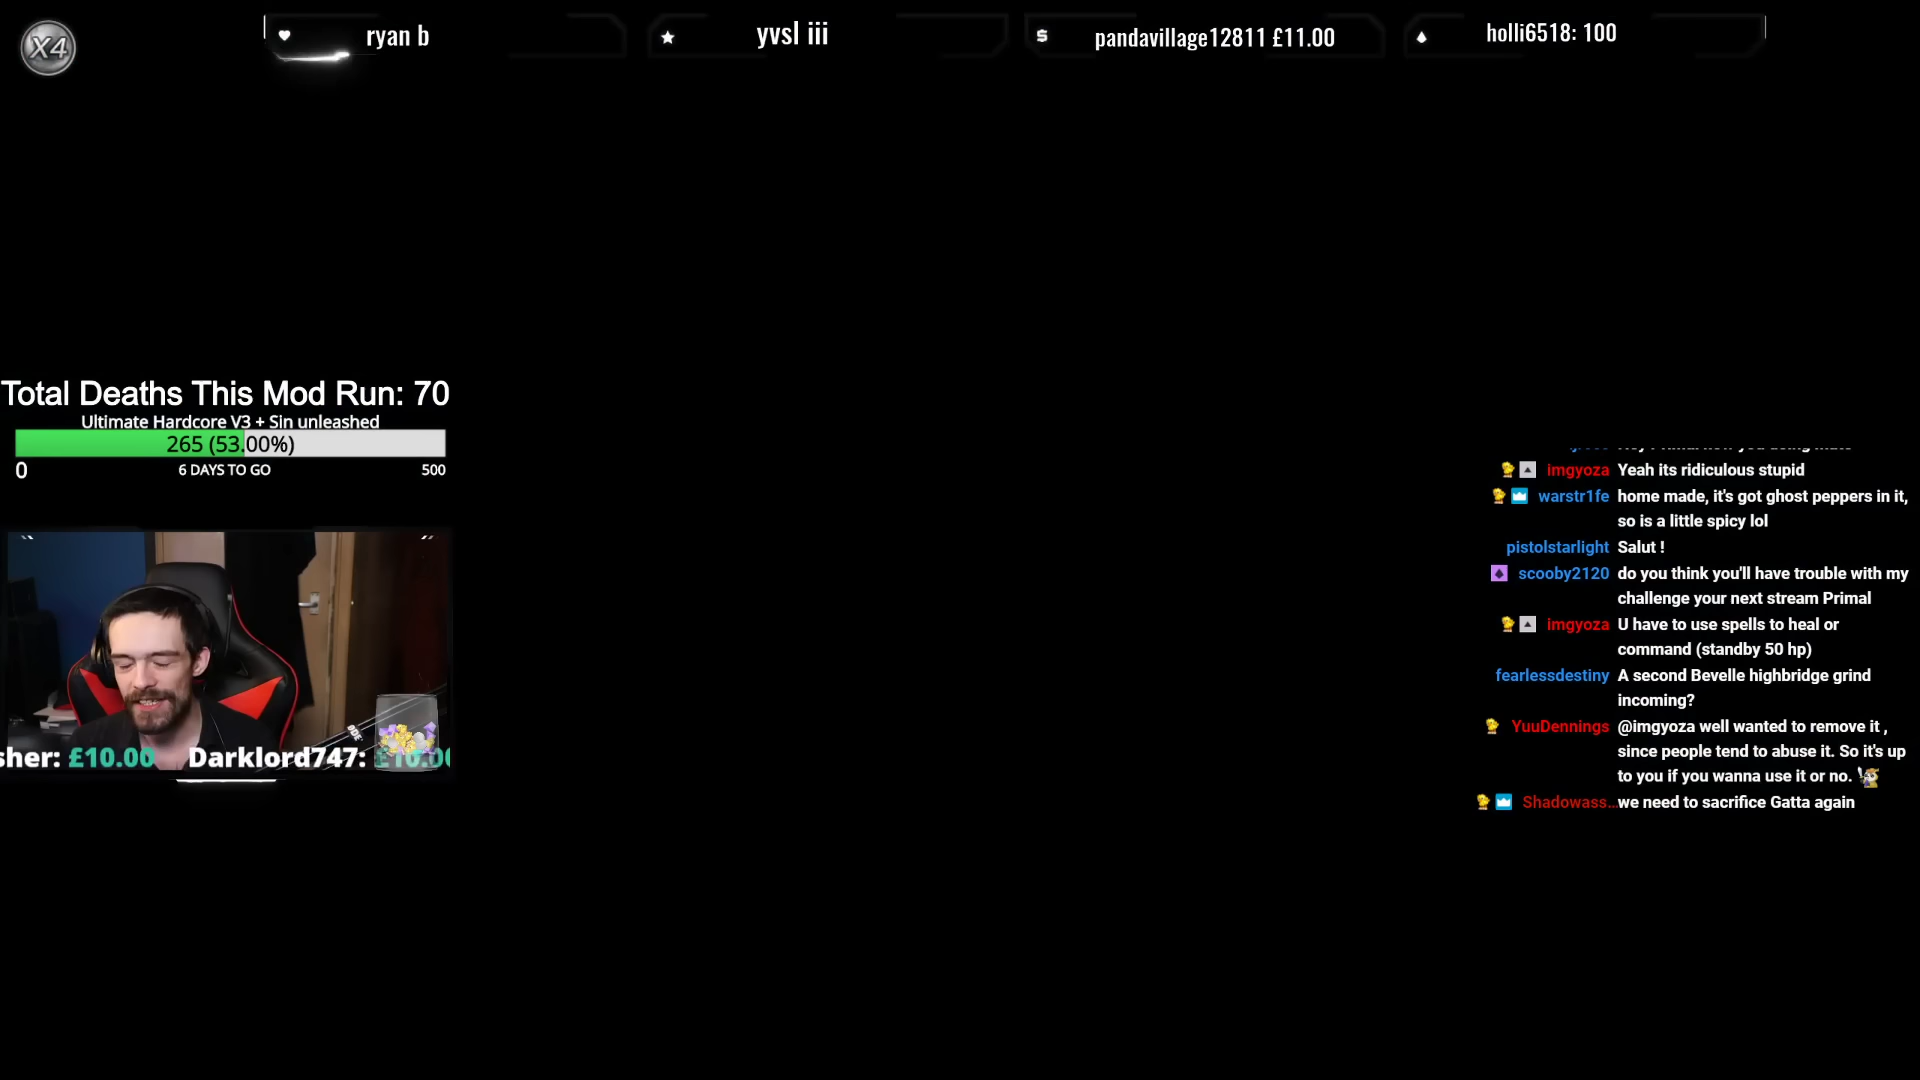 X4
ryan b
yvsl iii
pandavillage12811 £11.00
holli6518: 100
Total Deaths This Mod Run: 70
Ultimate Hardcore V3 + Sin unleashed
265 (53.00%)
0 6 DAYS TO GO 500
sher: £10.00 Darklord747: £10.00
imgyoza Yeah its ridiculous stupid
warstr1fe home made, it's got ghost peppers in it,
so is a little spicy lol
pistolstarlight Salut !
scooby2120 do you think you'll have trouble with my
challenge your next stream Primal
imgyoza U have to use spells to heal or
command (standby 50 hp)
fearlessdestiny A second Bevelle highbridge grind
incoming?
YuuDennings @imgyoza well wanted to remove it ,
since people tend to abuse it. So it's up
to you if you wanna use it or no.
Shadowass... we need to sacrifice Gatta again